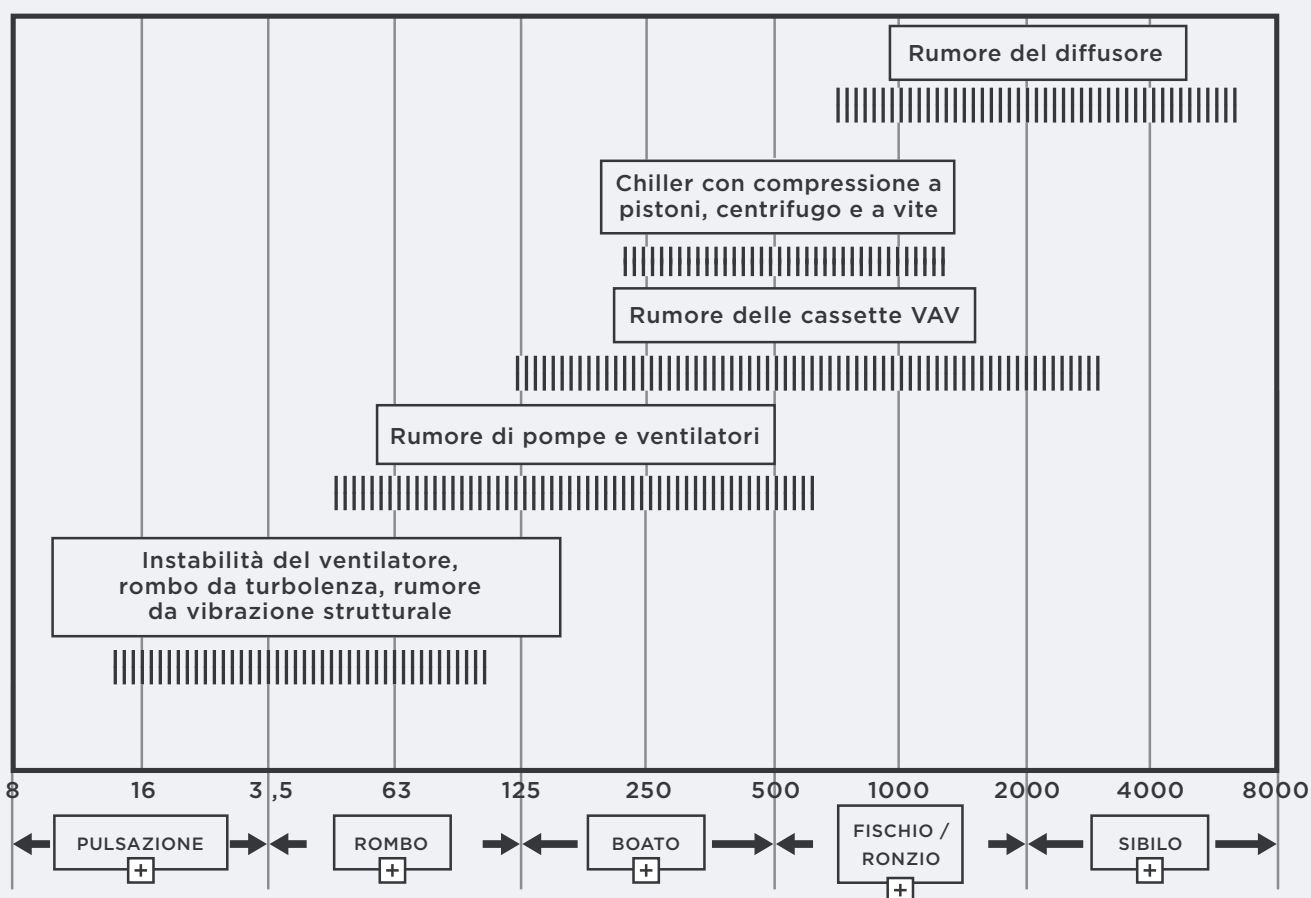 Rumore del diffusore
Chiller con compressione a
pistoni, centrifugo e a vite
Rumore delle cassette VAV
Rumore di pompe e ventilatori
Instabilità del ventilatore,
rombo da turbolenza, rumore
da vibrazione strutturale
8 16 3,5 63 125 250 500 1000 2000 4000 8000
PULSAZIONE ROMBO BOATO FISCHIO / SIBILO
RONZIO
+ + + + +